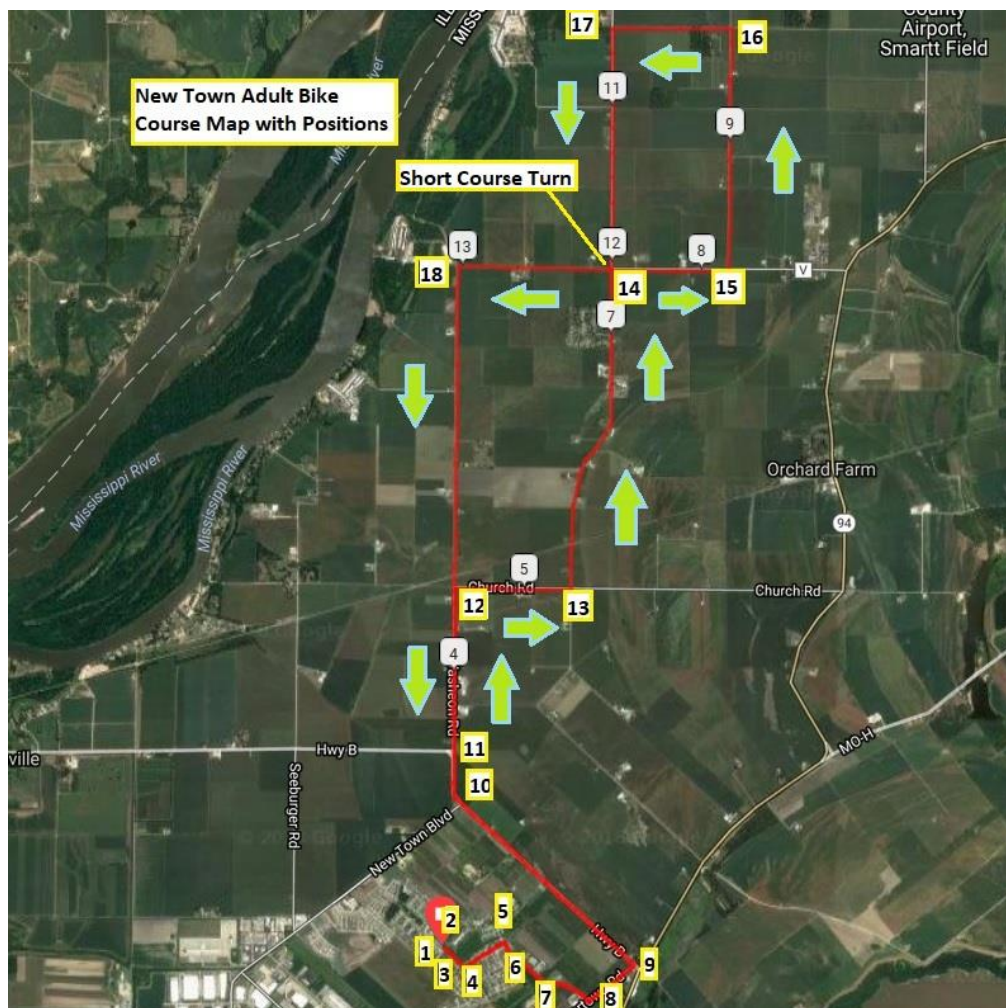 ILL
MISSO
County
Airport,
Smartt Field
17
16
New Town Adult Bike
Course Map with Positions
11
9
Short Course Turn
13
12
8
V
18
14
15
7
Mississippi River
Mississippi River
Orchard Farm
94
5
Church Rd
Church Rd
12
13
4
Hwy B
11
MO-H
ville
Seeburger Rd
10
New Town Blvd
Hwy B
2
5
1
3
4
6
7
8
9